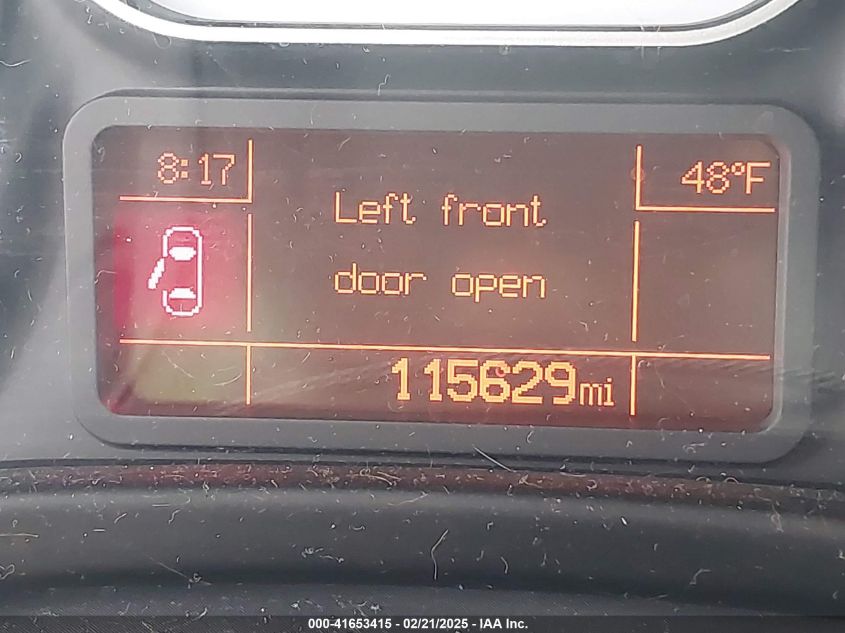 8:17
48°F
Left front
door open
115629mi
000-41653415 - 02/21/2025 - IAA Inc.